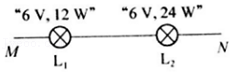 “6 V, 12 W” “6 V, 24 W”
M N
L₁ L₂